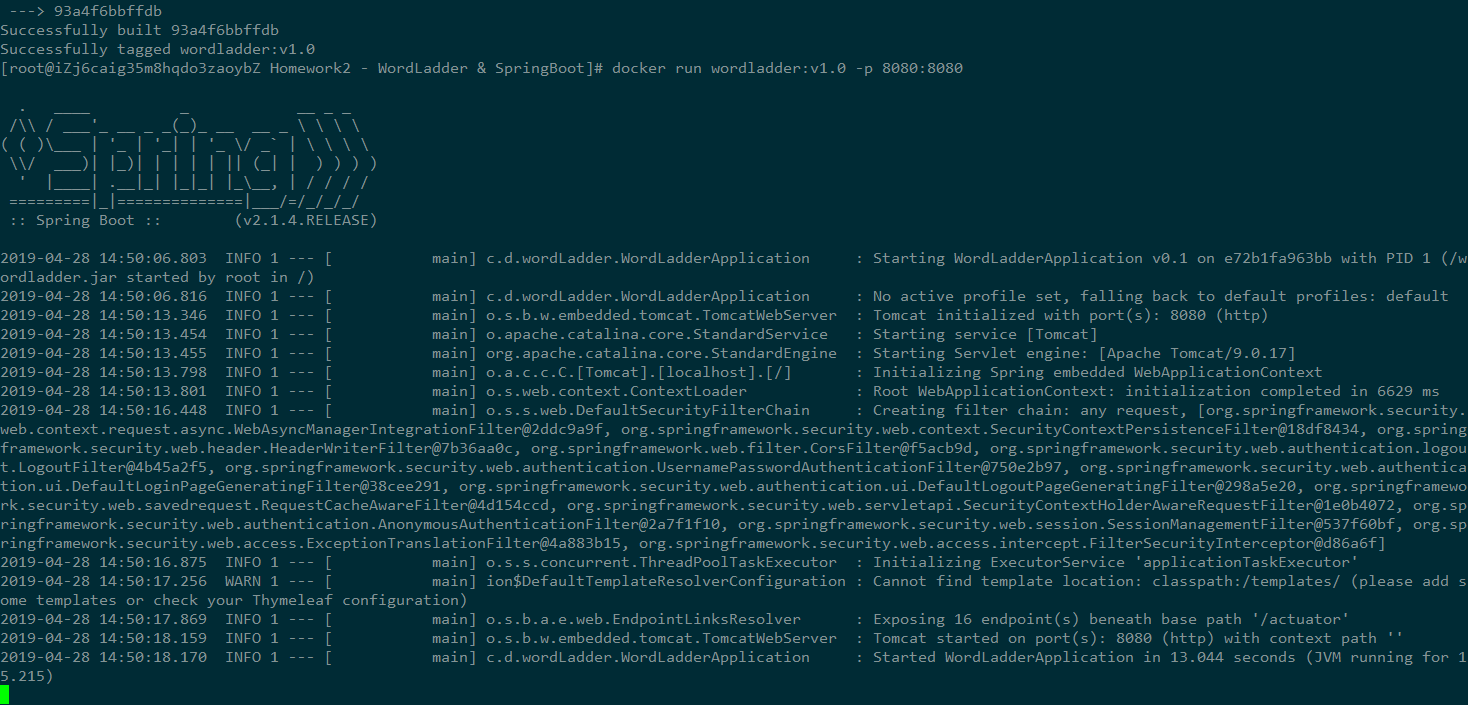 ---> 93a4f6bbffdb
Successfully built 93a4f6bbffdb
Successfully tagged wordladder:v1.0
[root@iZj6caig35m8hqdo3zaoybZ Homework2 - WordLadder & SpringBoot]# docker run wordladder:v1.0 -p 8080:8080

  .   ____          _            __ _ _
 /\\ / ___'_ __ _ _(_)_ __  __ _ \ \ \ \
( ( )\___ | '_ | '_| | '_ \/ _` | \ \ \ \
 \\/  ___)| |_)| | | | | || (_| |  ) ) ) )
  '  |____| .__|_| |_|_| |_\__, | / / / /
 =========|_|==============|___/=/_/_/_/
 :: Spring Boot ::        (v2.1.4.RELEASE)

2019-04-28 14:50:06.803  INFO 1 --- [           main] c.d.wordLadder.WordLadderApplication     : Starting WordLadderApplication v0.1 on e72b1fa963bb with PID 1 (/w
ordladder.jar started by root in /)
2019-04-28 14:50:06.816  INFO 1 --- [           main] c.d.wordLadder.WordLadderApplication     : No active profile set, falling back to default profiles: default
2019-04-28 14:50:13.346  INFO 1 --- [           main] o.s.b.w.embedded.tomcat.TomcatWebServer  : Tomcat initialized with port(s): 8080 (http)
2019-04-28 14:50:13.454  INFO 1 --- [           main] o.apache.catalina.core.StandardService   : Starting service [Tomcat]
2019-04-28 14:50:13.455  INFO 1 --- [           main] org.apache.catalina.core.StandardEngine  : Starting Servlet engine: [Apache Tomcat/9.0.17]
2019-04-28 14:50:13.798  INFO 1 --- [           main] o.a.c.c.C.[Tomcat].[localhost].[/]       : Initializing Spring embedded WebApplicationContext
2019-04-28 14:50:13.801  INFO 1 --- [           main] o.s.web.context.ContextLoader            : Root WebApplicationContext: initialization completed in 6629 ms
2019-04-28 14:50:16.448  INFO 1 --- [           main] o.s.s.web.DefaultSecurityFilterChain     : Creating filter chain: any request, [org.springframework.security.
web.context.request.async.WebAsyncManagerIntegrationFilter@2ddc9a9f, org.springframework.security.web.context.SecurityContextPersistenceFilter@18df8434, org.spring
framework.security.web.header.HeaderWriterFilter@7b36aa0c, org.springframework.web.filter.CorsFilter@f5acb9d, org.springframework.security.web.authentication.logou
t.LogoutFilter@4b45a2f5, org.springframework.security.web.authentication.UsernamePasswordAuthenticationFilter@750e2b97, org.springframework.security.web.authentica
tion.ui.DefaultLoginPageGeneratingFilter@38cee291, org.springframework.security.web.authentication.ui.DefaultLogoutPageGeneratingFilter@298a5e20, org.springframewo
rk.security.web.savedrequest.RequestCacheAwareFilter@4d154ccd, org.springframework.security.web.servletapi.SecurityContextHolderAwareRequestFilter@1e0b4072, org.sp
ringframework.security.web.authentication.AnonymousAuthenticationFilter@2a7f1f10, org.springframework.security.web.session.SessionManagementFilter@537f60bf, org.sp
ringframework.security.web.access.ExceptionTranslationFilter@4a883b15, org.springframework.security.web.access.intercept.FilterSecurityInterceptor@d86a6f]
2019-04-28 14:50:16.875  INFO 1 --- [           main] o.s.s.concurrent.ThreadPoolTaskExecutor  : Initializing ExecutorService 'applicationTaskExecutor'
2019-04-28 14:50:17.256  WARN 1 --- [           main] ion$DefaultTemplateResolverConfiguration : Cannot find template location: classpath:/templates/ (please add s
ome templates or check your Thymeleaf configuration)
2019-04-28 14:50:17.869  INFO 1 --- [           main] o.s.b.a.e.web.EndpointLinksResolver      : Exposing 16 endpoint(s) beneath base path '/actuator'
2019-04-28 14:50:18.159  INFO 1 --- [           main] o.s.b.w.embedded.tomcat.TomcatWebServer  : Tomcat started on port(s): 8080 (http) with context path ''
2019-04-28 14:50:18.170  INFO 1 --- [           main] c.d.wordLadder.WordLadderApplication     : Started WordLadderApplication in 13.044 seconds (JVM running for 1
5.215)